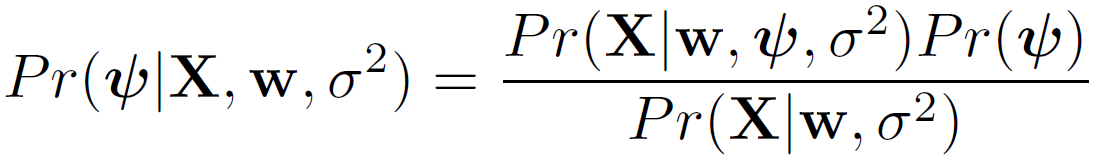 Pr(𝝍|𝐗, 𝐰, σ²) = Pr(𝐗|𝐰, 𝝍, σ²)Pr(𝝍) / Pr(𝐗|𝐰, σ²)